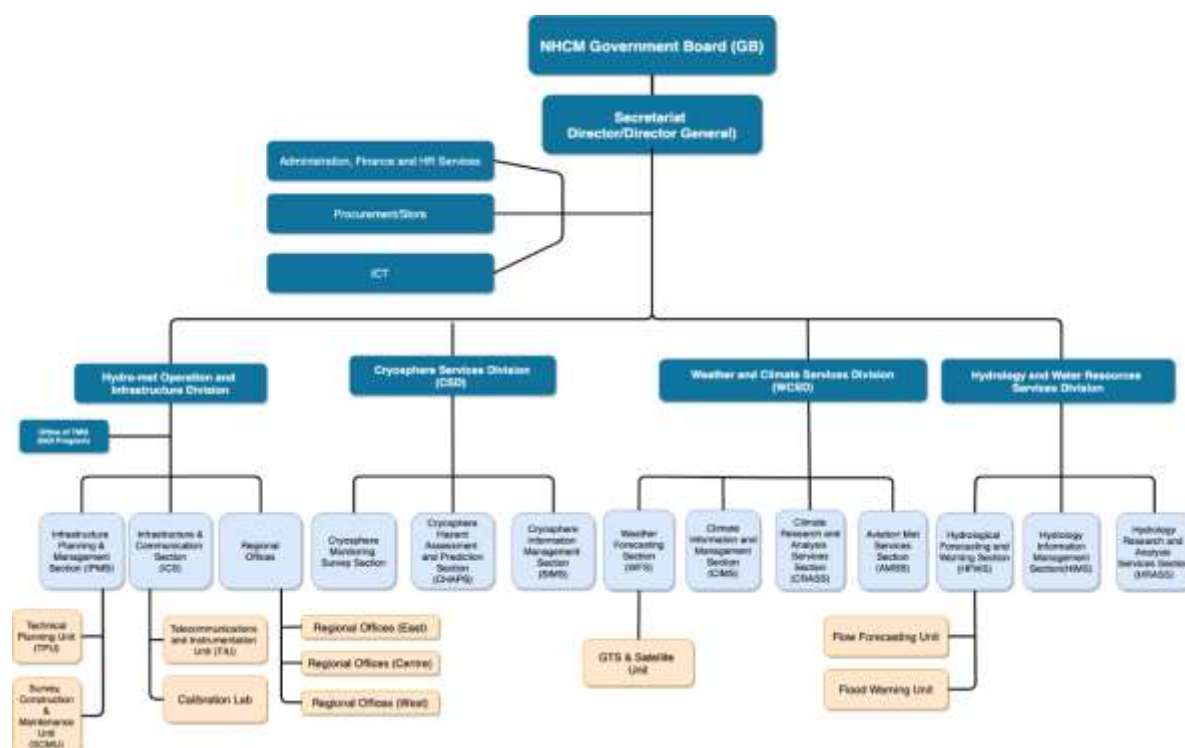 NHCM Government Board (GB)
Secretariat
Director/Director General)
Administration, Finance and HR Services
Procurement/Store
ICT
Hydro-met Operation and
Infrastructure Division
Cryosphere Services Division
(CSD)
Weather and Climate Services Division
(WCSD)
Hydrology and Water Resources
Services Division
Office of
Program)
Infrastructure
Planning &
Management
Section (IPMS)
Infrastructure &
Communication
Section
(ICS)
Regional
Offices
Cryosphere
Monitoring
Survey Section
Cryosphere
Hazard
Assessment
and Prediction
Section (CHAPS)
Cryosphere
Information
Management
Section (SIMS)
Weather
Forecasting
Section
(WFS)
Climate
Information and
Management
Section (CIMS)
Climate
Research and
Analysis
Services
Section
(CRASS)
Aviation Met
Services
Section
(AMSS)
Hydrological
Forecasting and
Warning Section
(HFWS)
Hydrology
Information
Management
Section(HIMS)
Hydrology
Research and
Analysis
Services Section
(HRASS)
Technical
Planning Unit
(TPU)
Survey,
Construction
&
Maintenance
Unit
(SCMU)
Telecommunications
and Instrumentation
Unit (TIU)
Calibration Lab
Regional Offices (East)
Regional Offices (Centre)
Regional Offices (West)
GTS & Satellite
Unit
Flow Forecasting Unit
Flood Warning Unit